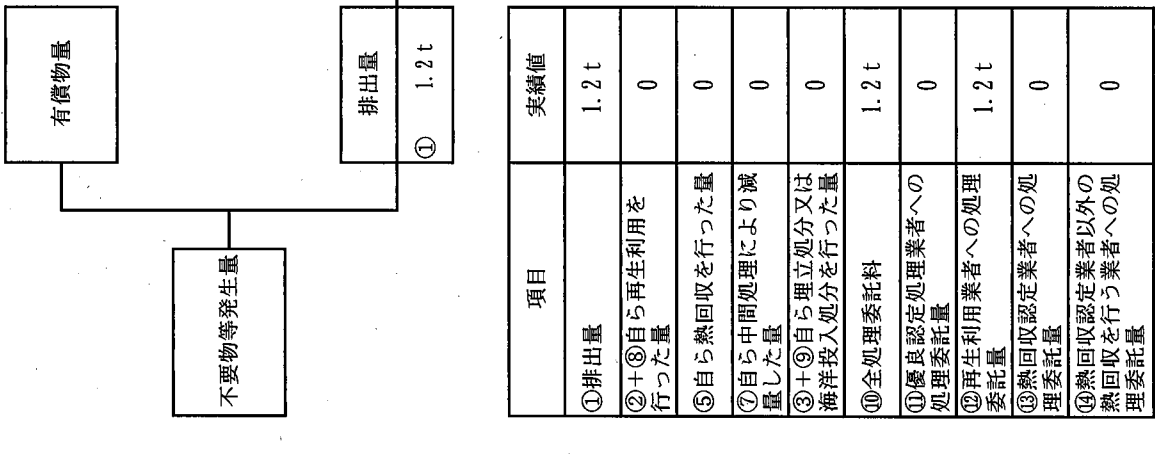 有償物量
不要物等発生量
排出量
① 1.2t
項目 実績値
①排出量 1.2t
②+⑧自ら再生利用を
行った量 0
⑤自ら熱回収を行った量 0
⑦自ら中間処理により減
量した量 0
③+⑨自ら埋立処分又は
海洋投入処分を行った量 0
⑩全処理委託料 1.2t
⑪優良認定処理業者への
処理委託量 0
⑫再生利用業者への処理
委託量 1.2t
⑬熱回収認定業者への処
理委託量 0
⑭熱回収認定業者以外の
熱回収を行う業者への処
理委託量 0